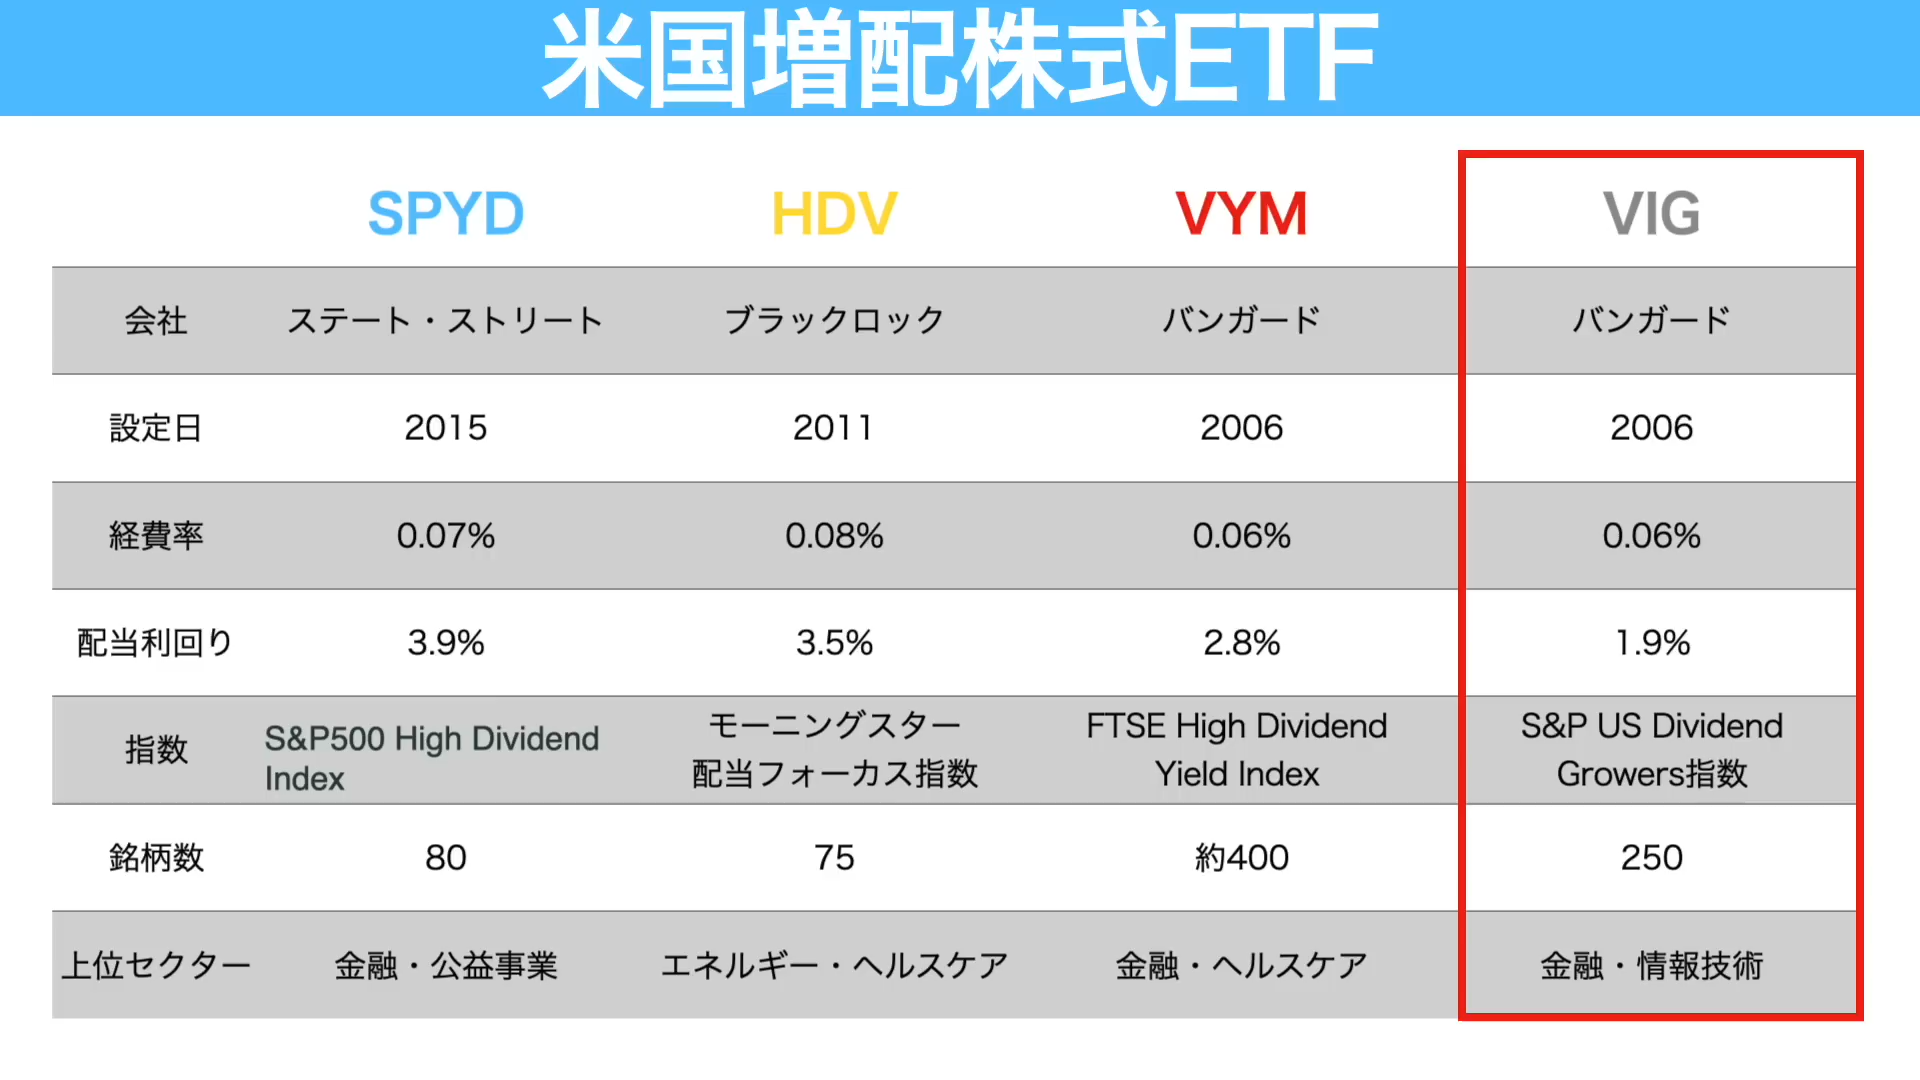 米国増配株式ETF
SPYD HDV VYM VIG
会社 ステート・ストリート ブラックロック バンガード バンガード
設定日 2015 2011 2006 2006
経費率 0.07% 0.08% 0.06% 0.06%
配当利回り 3.9% 3.5% 2.8% 1.9%
指数
S&P500 High Dividend
Index
モーニングスター
配当フォーカス指数
FTSE High Dividend
Yield Index
S&P US Dividend
Growers指数
銘柄数 80 75 約400 250
上位セクター 金融・公益事業 エネルギー・ヘルスケア 金融・ヘルスケア 金融・情報技術